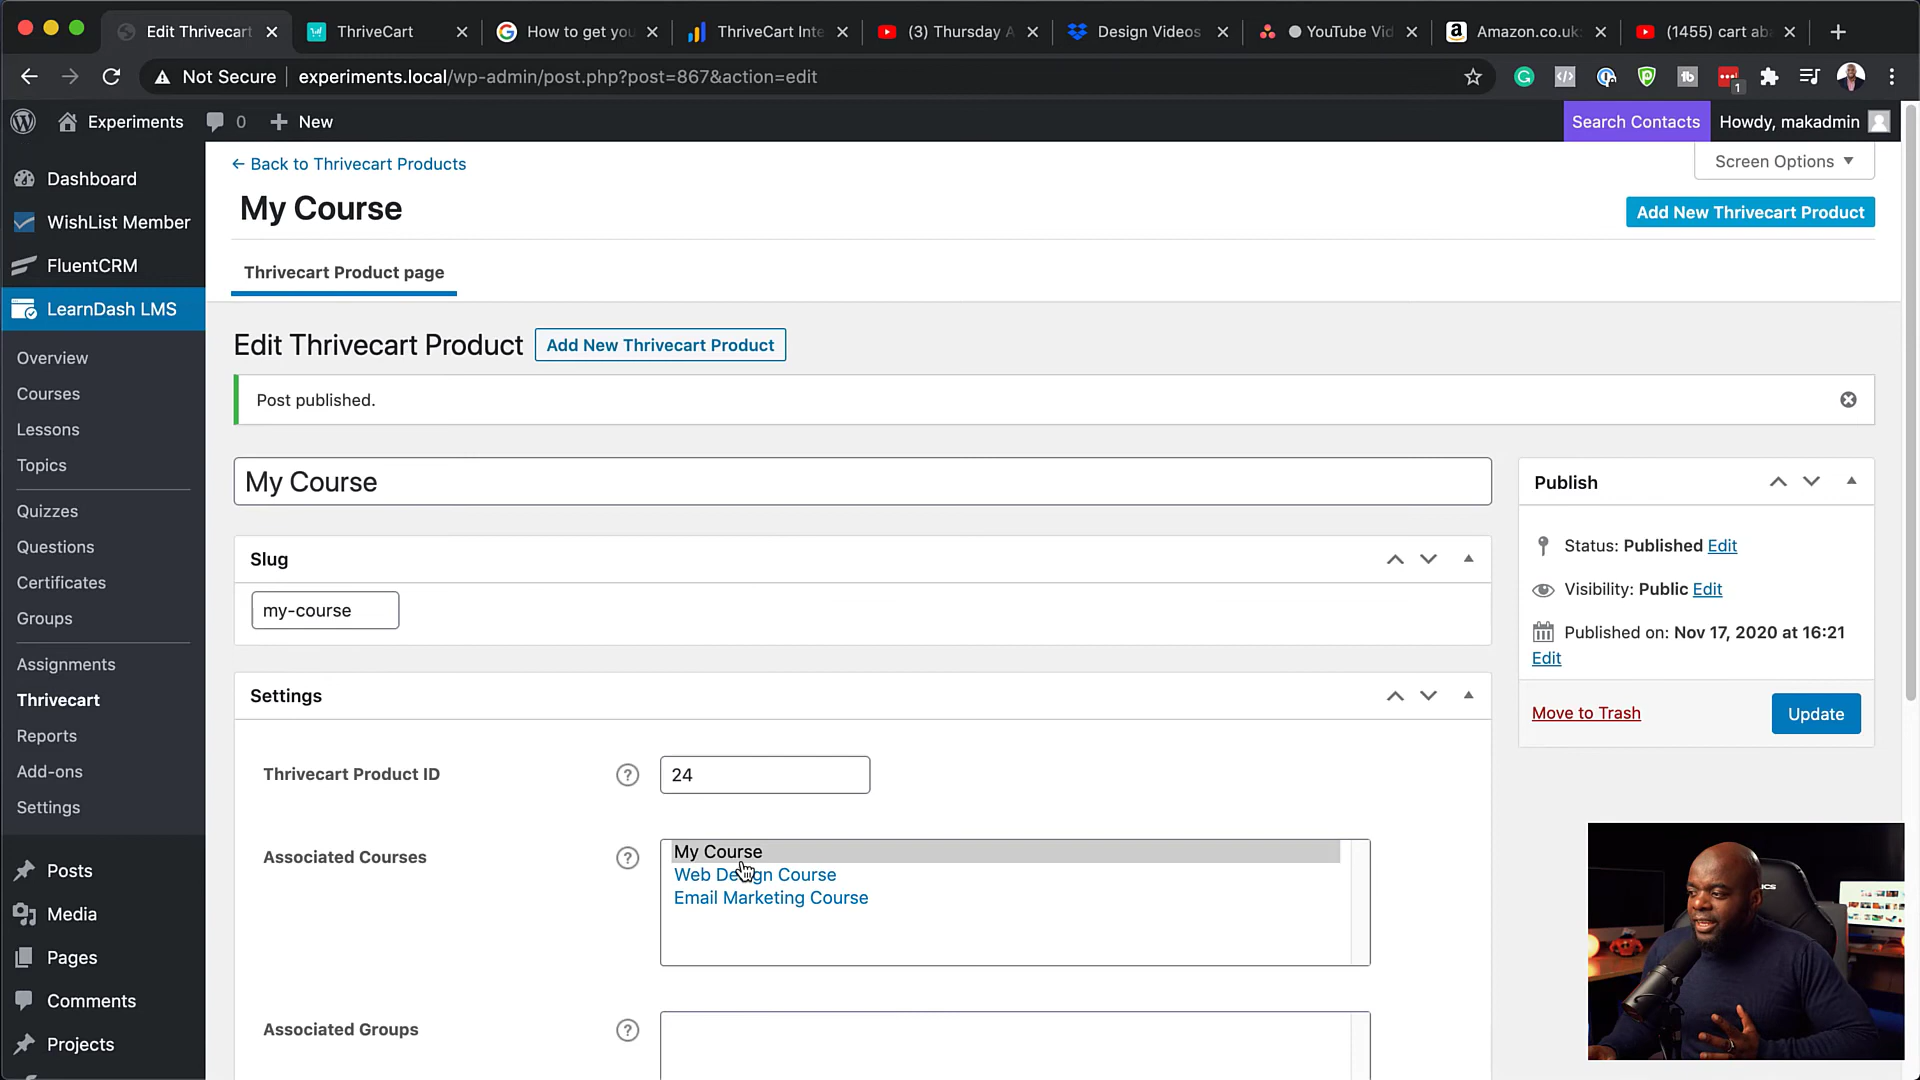 Edit Thrivecart
ThriveCart
How to get you
ThriveCart Inte
(3) Thursday A
Design Videos
YouTube Vid
Amazon.co.uk
(1455) cart aba
Not Secure
experiments.local/wp-admin/post.php?post=867&action=edit
1
Experiments
0
New
Search Contacts
Howdy, makadmin
Dashboard
WishList Member
FluentCRM
LearnDash LMS
Overview
Courses
Lessons
Topics
Quizzes
Questions
Certificates
Groups
Assignments
Thrivecart
Reports
Add-ons
Settings
Posts
Media
Pages
Comments
Projects
← Back to Thrivecart Products
Screen Options
My Course
Add New Thrivecart Product
Thrivecart Product page
Edit Thrivecart Product
Add New Thrivecart Product
Post published.
My Course
Slug
my-course
Settings
Thrivecart Product ID
?
24
Associated Courses
?
My Course
Web Design Course
Email Marketing Course
Associated Groups
?
Publish
Status: Published Edit
Visibility: Public Edit
Published on: Nov 17, 2020 at 16:21
Edit
Move to Trash
Update